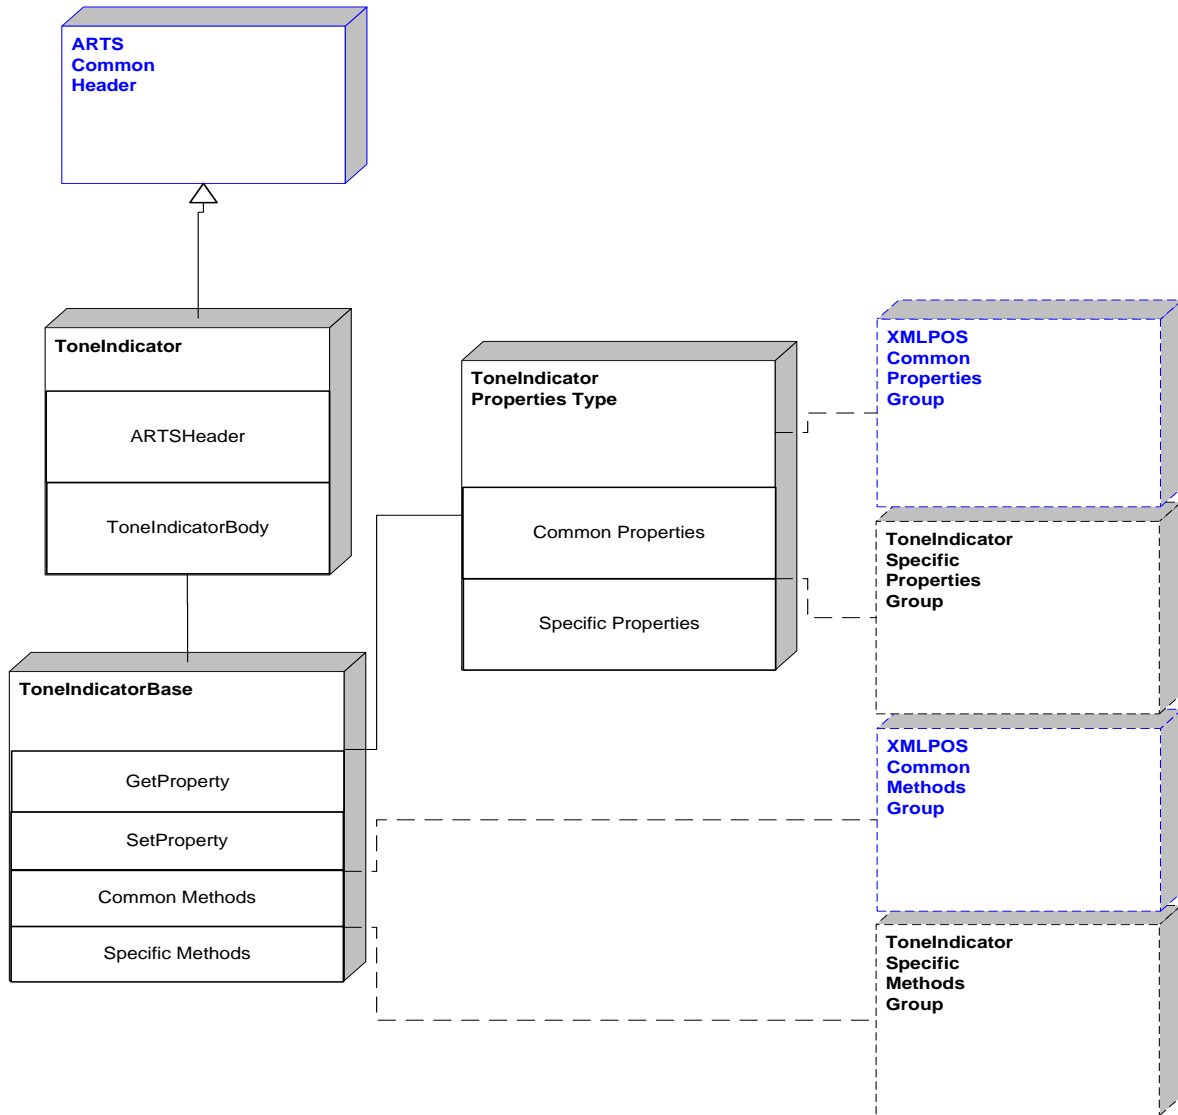 ARTS
Common
Header
ToneIndicator
ARTSHeader
ToneIndicatorBody
ToneIndicatorBase
GetProperty
SetProperty
Common Methods
Specific Methods
ToneIndicator
Properties Type
Common Properties
Specific Properties
XMLPOS
Common
Properties
Group
ToneIndicator
Specific
Properties
Group
XMLPOS
Common
Methods
Group
ToneIndicator
Specific
Methods
Group